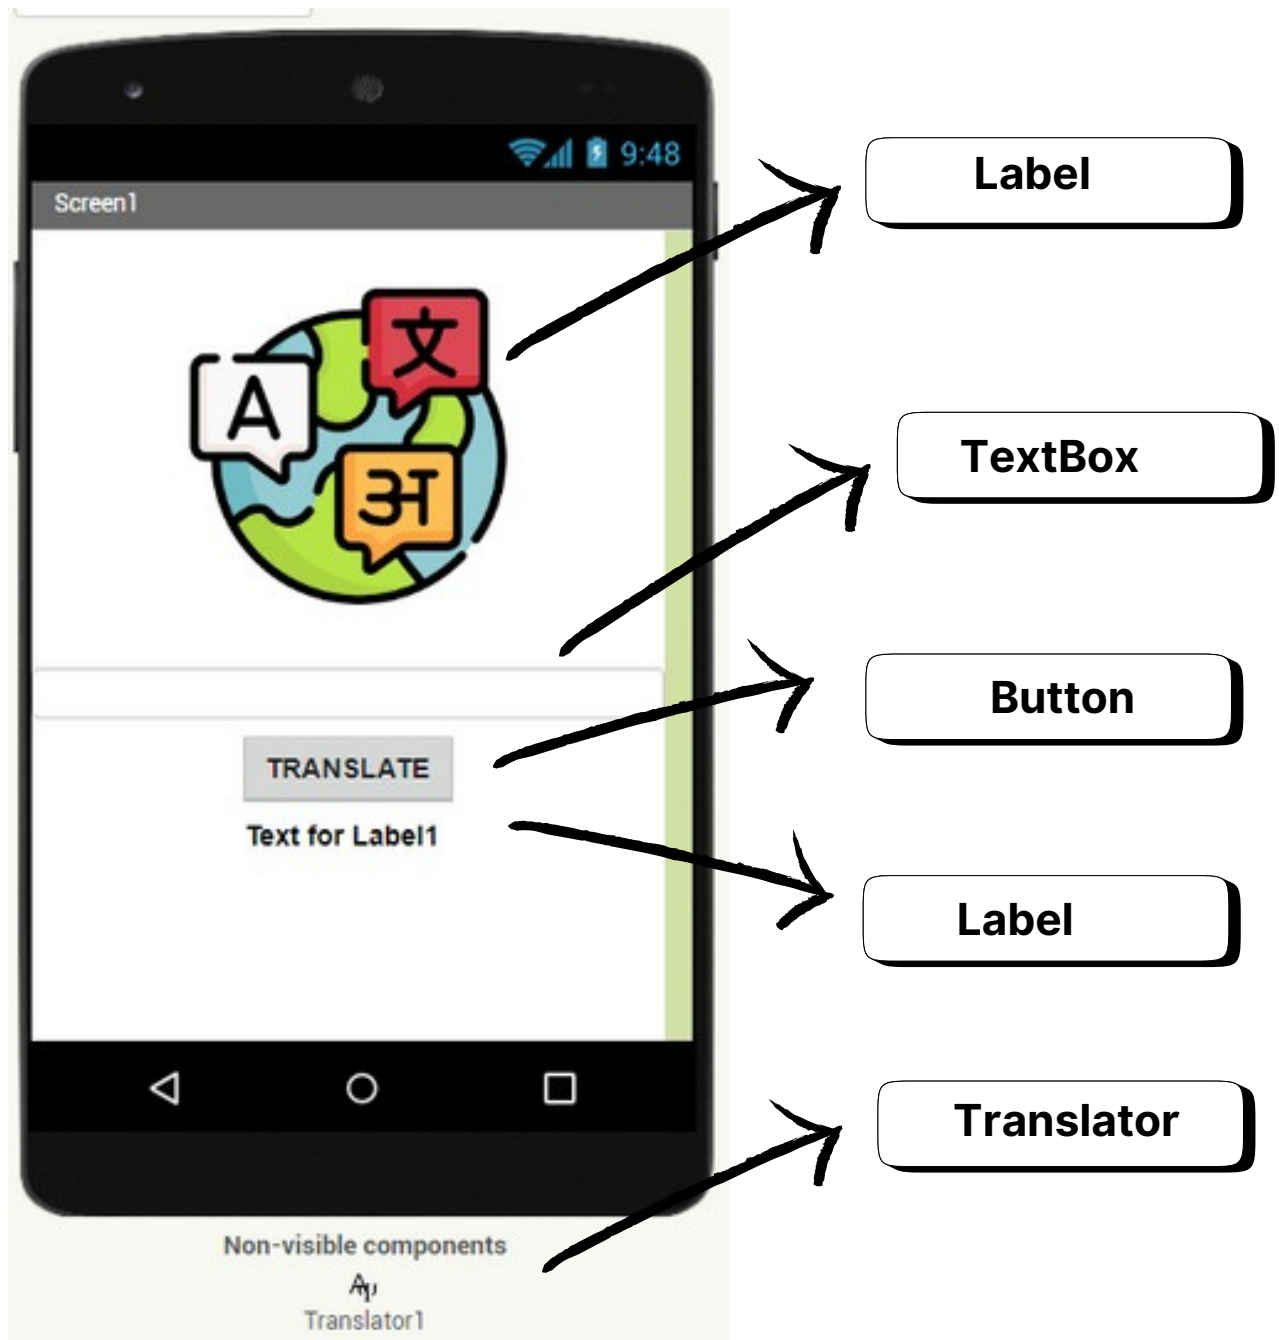 9:48
Screen1
Label
文
A
अ
TextBox
Button
TRANSLATE
Text for Label1
Label
Translator
Non-visible components
Translator1